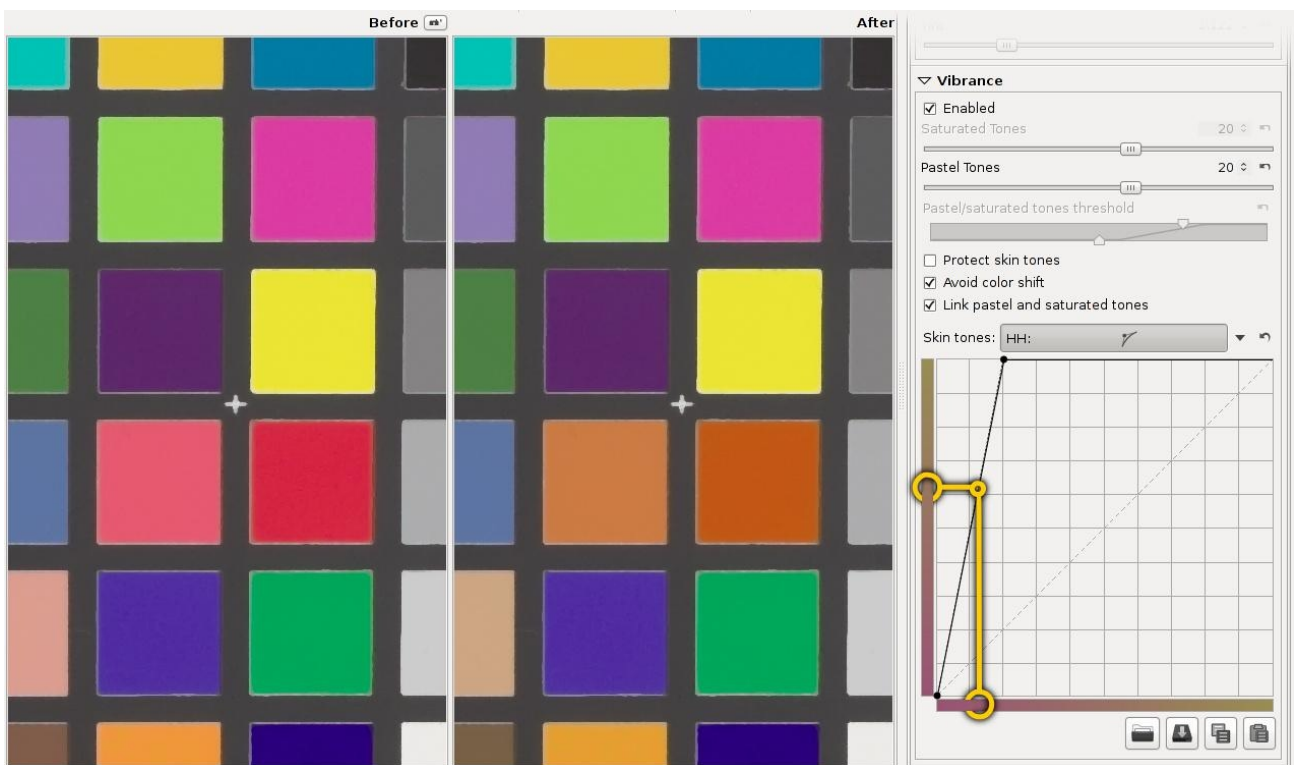 Before
After
Vibrance
Enabled
Saturated Tones 20
Pastel Tones 20
Pastel/saturated tones threshold
Protect skin tones
Avoid color shift
Link pastel and saturated tones
Skin tones: HH: